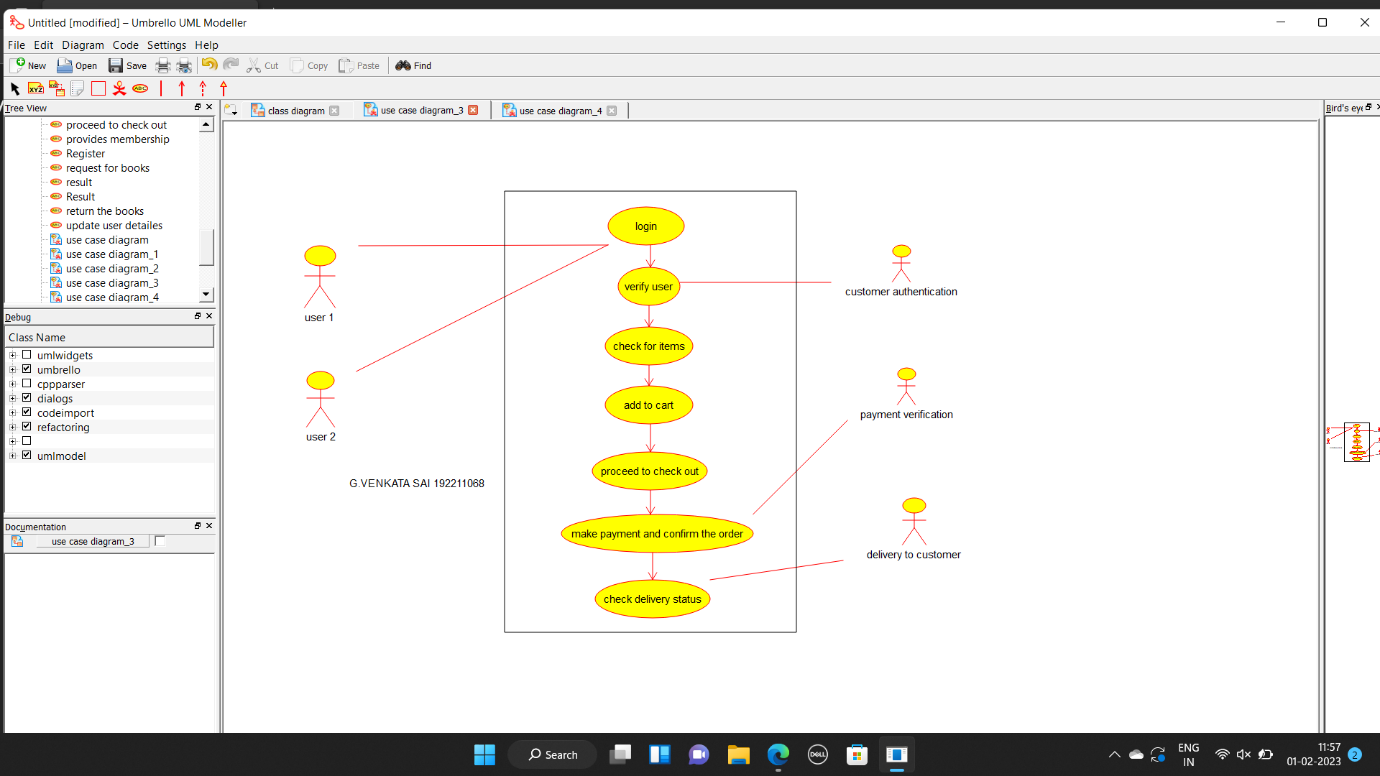 Untitled [modified] – Umbrello UML Modeller
File Edit Diagram Code Settings Help
New Open Save Cut Copy Paste Find
XYZ
Tree View
class diagram
use case diagram_3
use case diagram_4
Bird's eye
proceed to check out
provides membership
Register
request for books
result
Result
return the books
update user detailes
use case diagram
use case diagram_1
use case diagram_2
use case diagram_3
use case diagram_4
Debug
Class Name
umlwidgets
umbrello
cppparser
dialogs
codeimport
refactoring
umlmodel
Documentation
use case diagram_3
login
verify user
check for items
add to cart
proceed to check out
make payment and confirm the order
check delivery status
user 1
user 2
G.VENKATA SAI 192211068
customer authentication
payment verification
delivery to customer
Search
DELL
ENG
IN
11:57
01-02-2023
2